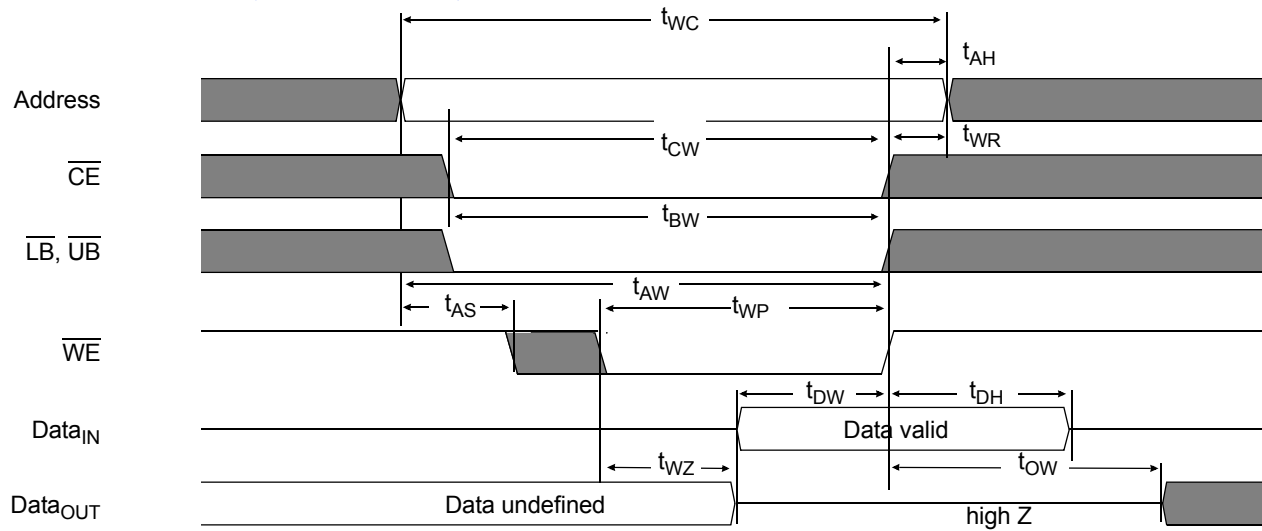 tWC
tAH
Address
tCW
tWR
CE
tBW
LB, UB
tAW
tAS
tWP
WE
tDW
tDH
DataIN
Data valid
tWZ
tOW
DataOUT
Data undefined
high Z